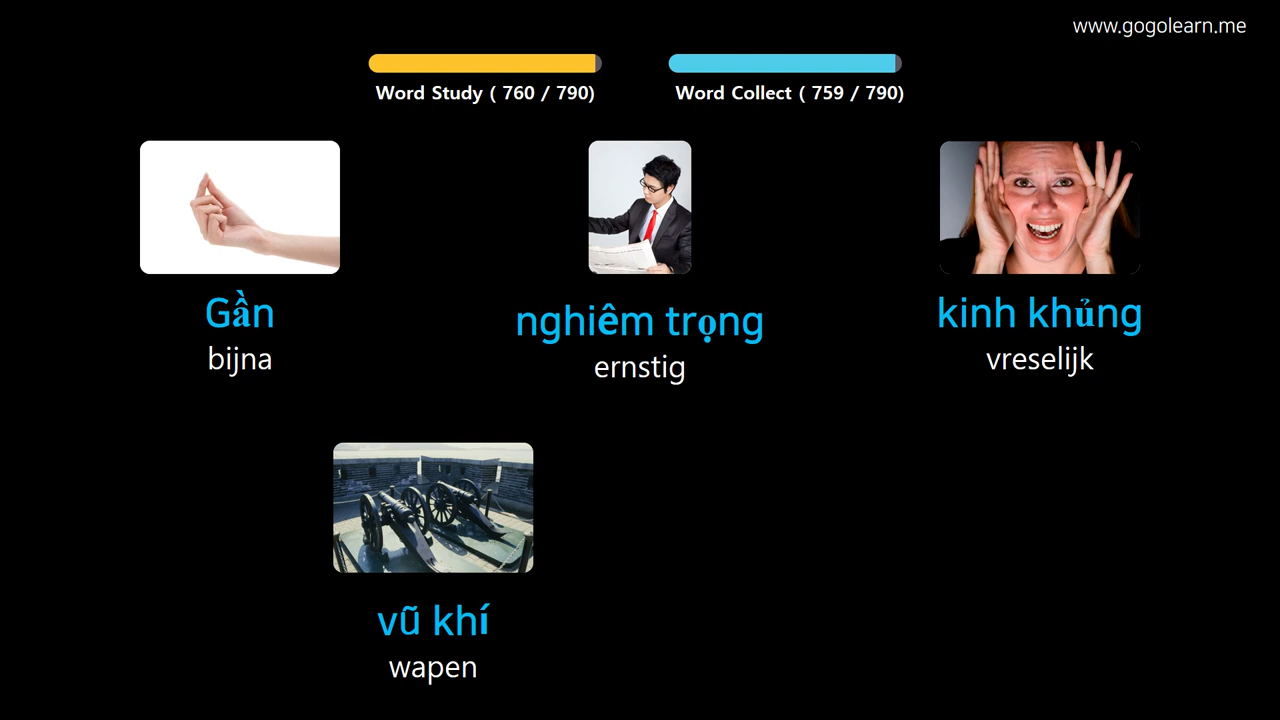 www.gogolearn.me
Word Study ( 760 / 790)
Word Collect ( 759 / 790)
Gần
bijna
nghiêm trọng
ernstig
kinh khủng
vreselijk
vũ khí
wapen